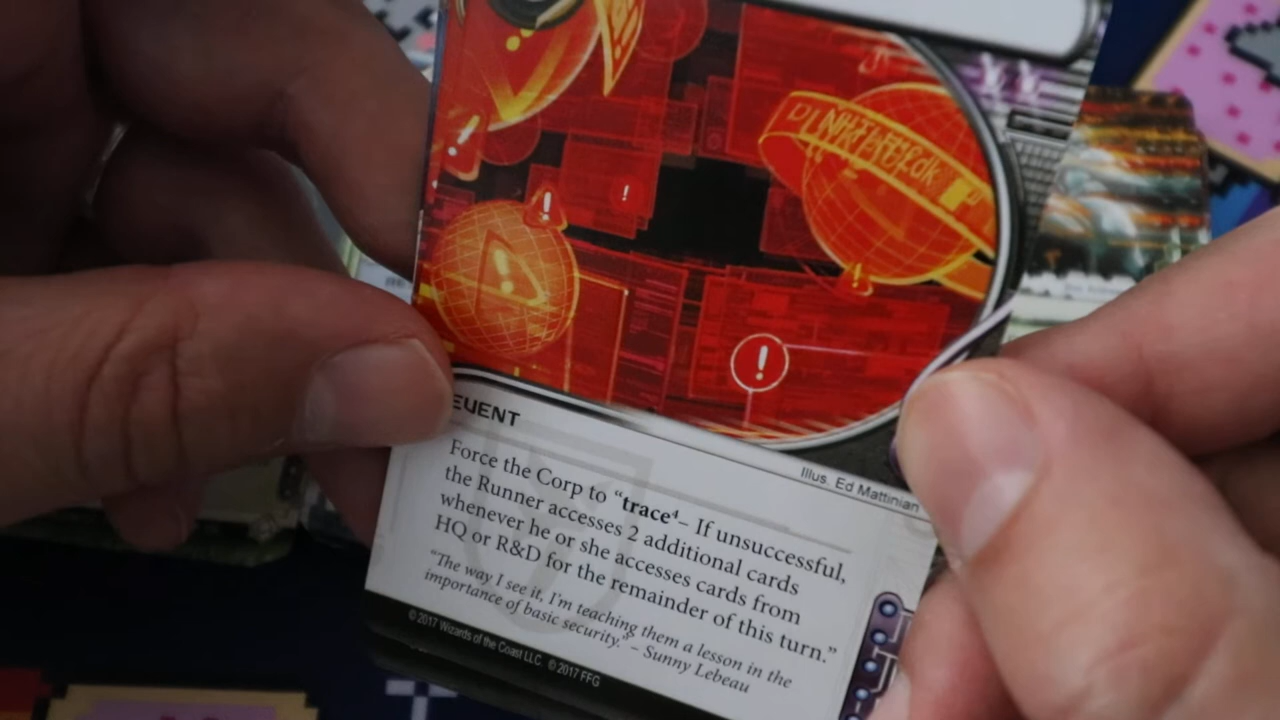 EVENT
Illus. Ed Mattinian
Force the Corp to “trace⁴– If unsuccessful,
the Runner accesses 2 additional cards
whenever he or she accesses cards from
HQ or R&D for the remainder of this turn.”
“The way I see it, I’m teaching them a lesson in the
importance of basic security.” – Sunny Lebeau
© 2017 Wizards of the Coast LLC. © 2017 FFG